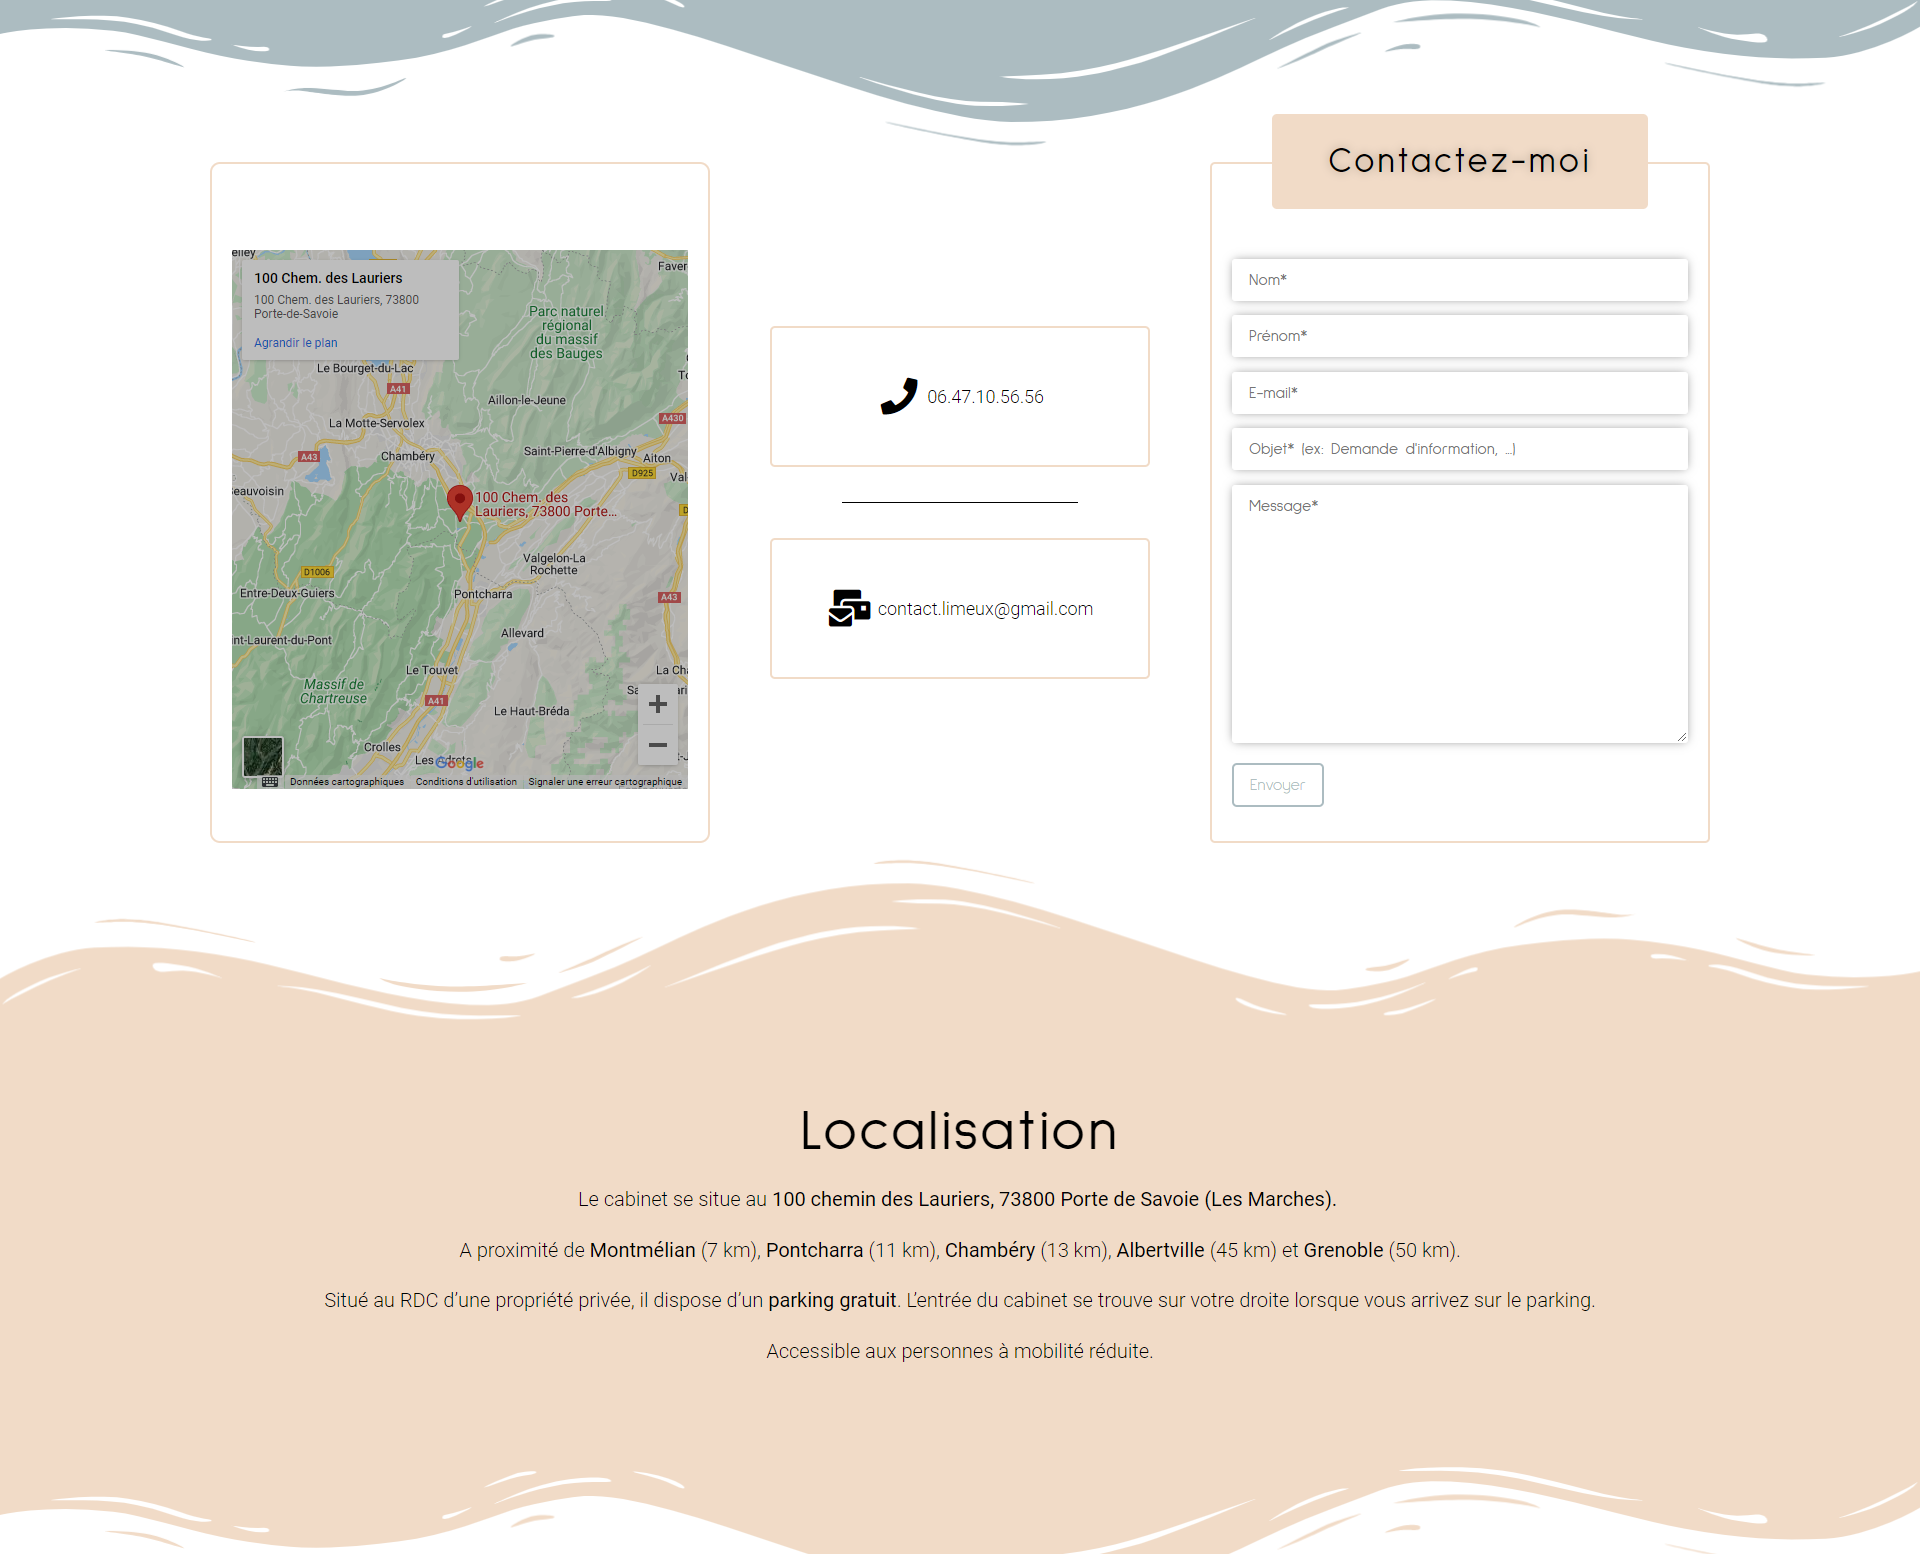 Contactez-moi
100 Chem. des Lauriers
100 Chem. des Lauriers, 73800
Porte-de-Savoie
Agrandir le plan
Faver
Parc naturel
régional
du massif
des Bauges
Le Bourget-du-Lac
A41
Aillon-le-Jeune
A430
La Motte-Servolex
Saint-Pierre-d'Albigny
Chambéry
A43
Aiton
D925
Val
Beauvoisin
100 Chem. des
Lauriers, 73800 Porte...
Valgelon-La
Rochette
D1006
Entre-Deux-Guiers
Pontcharra
A43
Allevard
int-Laurent-du-Pont
Le Touvet
La Cha
Massif de
Chartreuse
A41
Le Haut-Bréda
Crolles
Les Adrets
Google
Données cartographiques
Conditions d'utilisation
Signaler une erreur cartographique
06.47.10.56.56
contact.limeux@gmail.com
Nom*
Prénom*
E-mail*
Objet* (ex: Demande d'information, ...)
Message*
Envoyer
Localisation
Le cabinet se situe au 100 chemin des Lauriers, 73800 Porte de Savoie (Les Marches).
A proximité de Montmélian (7 km), Pontcharra (11 km), Chambéry (13 km), Albertville (45 km) et Grenoble (50 km).
Situé au RDC d’une propriété privée, il dispose d’un parking gratuit. L’entrée du cabinet se trouve sur votre droite lorsque vous arrivez sur le parking.
Accessible aux personnes à mobilité réduite.